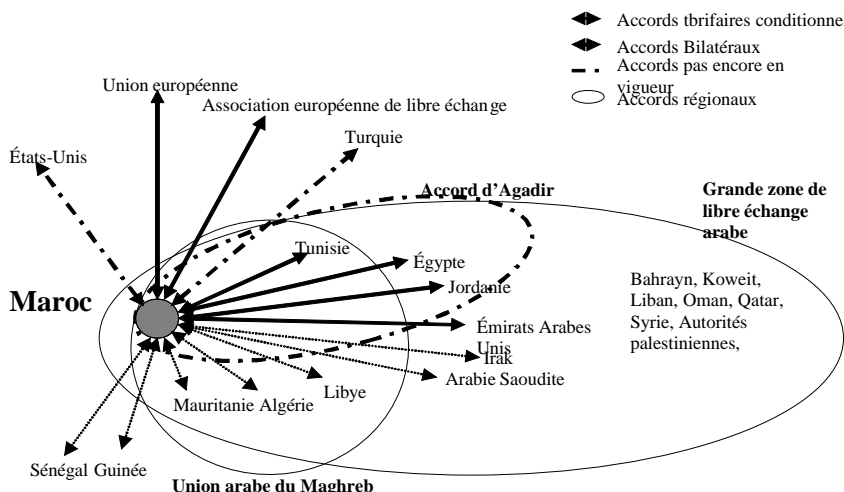 Accords tbrifaires conditionne
Accords Bilatéraux
Accords pas encore en
vigueur
Accords régionaux
Union européenne
Association européenne de libre échange
Turquie
États-Unis
Accord d'Agadir
Grande zone de
libre échange
arabe
Tunisie
Égypte
Jordanie
Bahrayn, Koweit,
Liban, Oman, Qatar,
Syrie, Autorités
palestiniennes,
Maroc
Émirats Arabes
Unis
Irak
Arabie Saoudite
Libye
Mauritanie Algérie
Sénégal Guinée
Union arabe du Maghreb